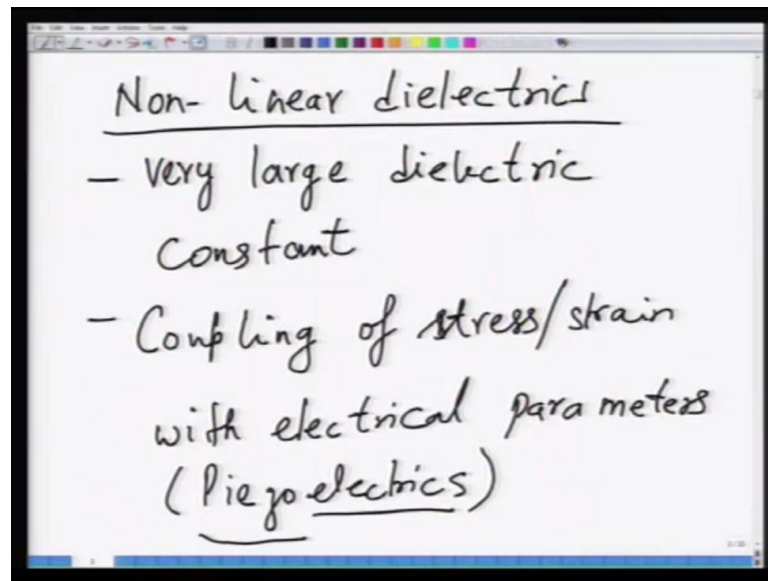 Non-linear dielectrics
- Very large dielectric
constant
- Coupling of stress/strain
with electrical parameters
(Piezoelectrics)